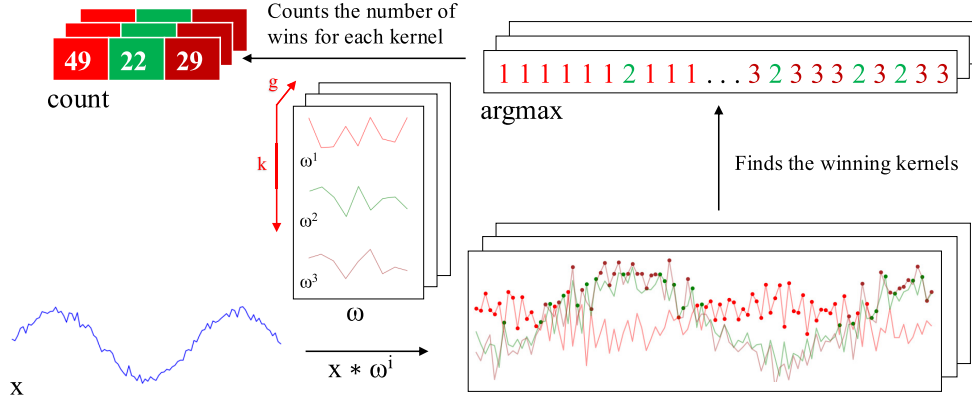 Counts the number of
wins for each kernel
49 22 29
count
1 1 1 1 1 1 2 1 1 1 . . . 3 2 3 3 3 2 3 2 3 3
argmax
g
k
ω¹
ω²
ω³
ω
Finds the winning kernels
x
x * ωⁱ